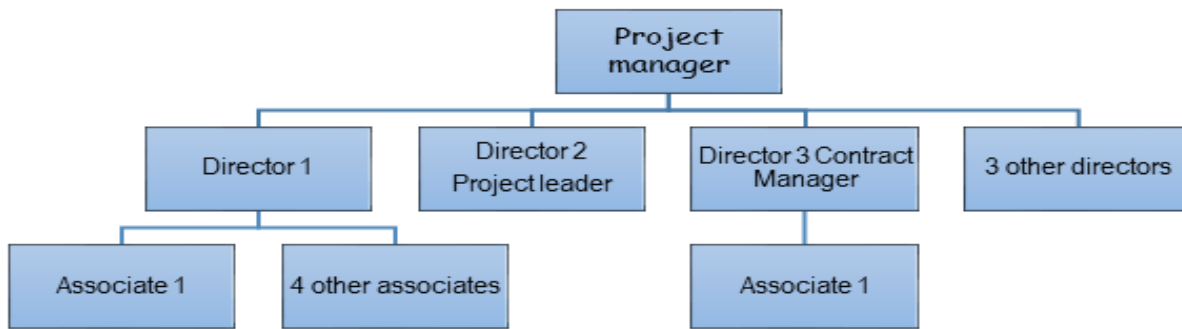 Project
manager
Director 1
Director 2
Project leader
Director 3 Contract
Manager
3 other directors
Associate 1
4 other associates
Associate 1